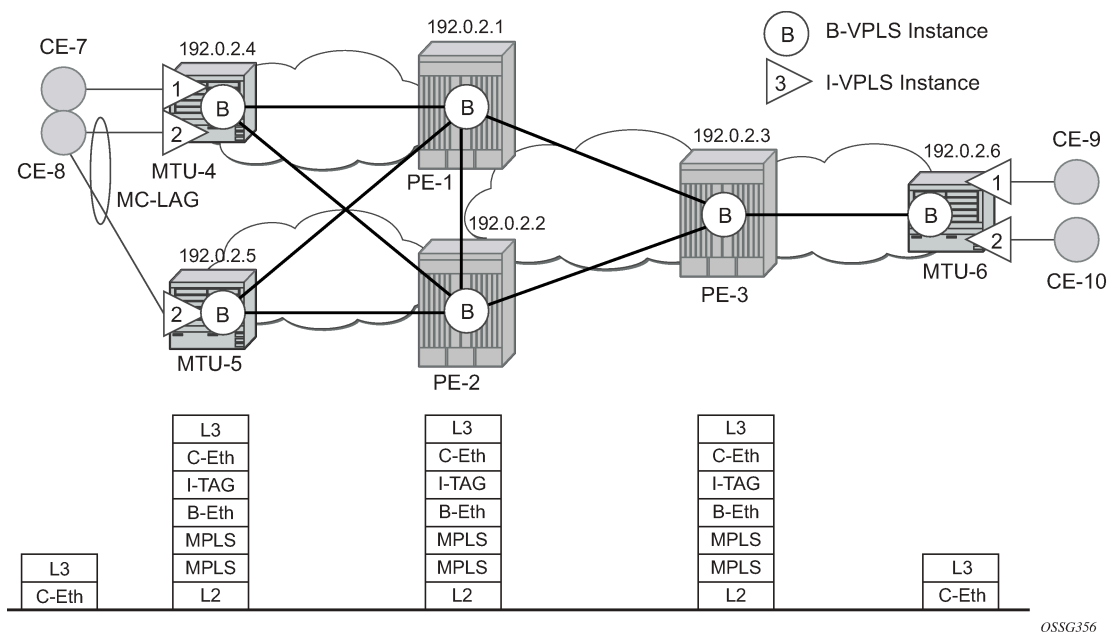 192.0.2.1
B
B-VPLS Instance
CE-7
192.0.2.4
3
I-VPLS Instance
1
B
B
2
192.0.2.3
192.0.2.6
CE-9
CE-8
MTU-4
PE-1
1
MC-LAG
B
B
192.0.2.2
2
192.0.2.5
MTU-6
CE-10
PE-3
2
B
B
MTU-5
PE-2
L3
C-Eth
I-TAG
B-Eth
MPLS
MPLS
L2
L3
C-Eth
I-TAG
B-Eth
MPLS
MPLS
L2
L3
C-Eth
I-TAG
B-Eth
MPLS
MPLS
L2
L3
C-Eth
L3
C-Eth
OSSG356